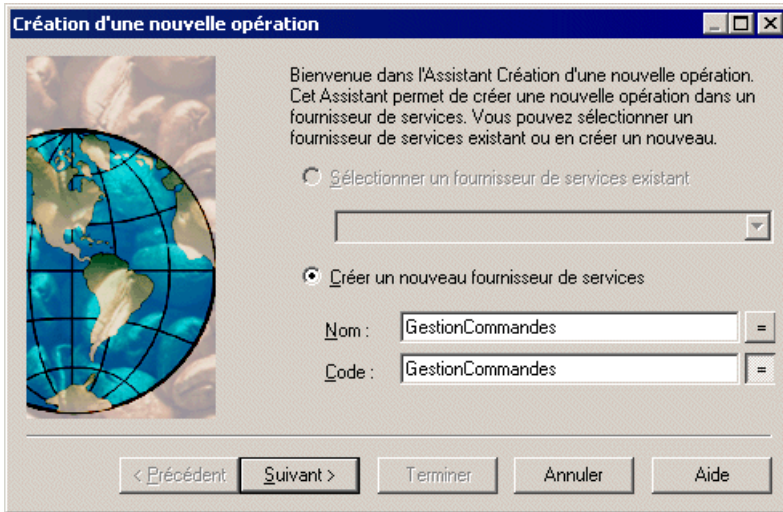 Création d'une nouvelle opération
Bienvenue dans l'Assistant Création d'une nouvelle opération.
Cet Assistant permet de créer une nouvelle opération dans un
fournisseur de services. Vous pouvez sélectionner un
fournisseur de services existant ou en créer un nouveau.
Sélectionner un fournisseur de services existant
Créer un nouveau fournisseur de services
Nom : GestionCommandes =
Code : GestionCommandes =
< Précédent Suivant > Terminer Annuler Aide